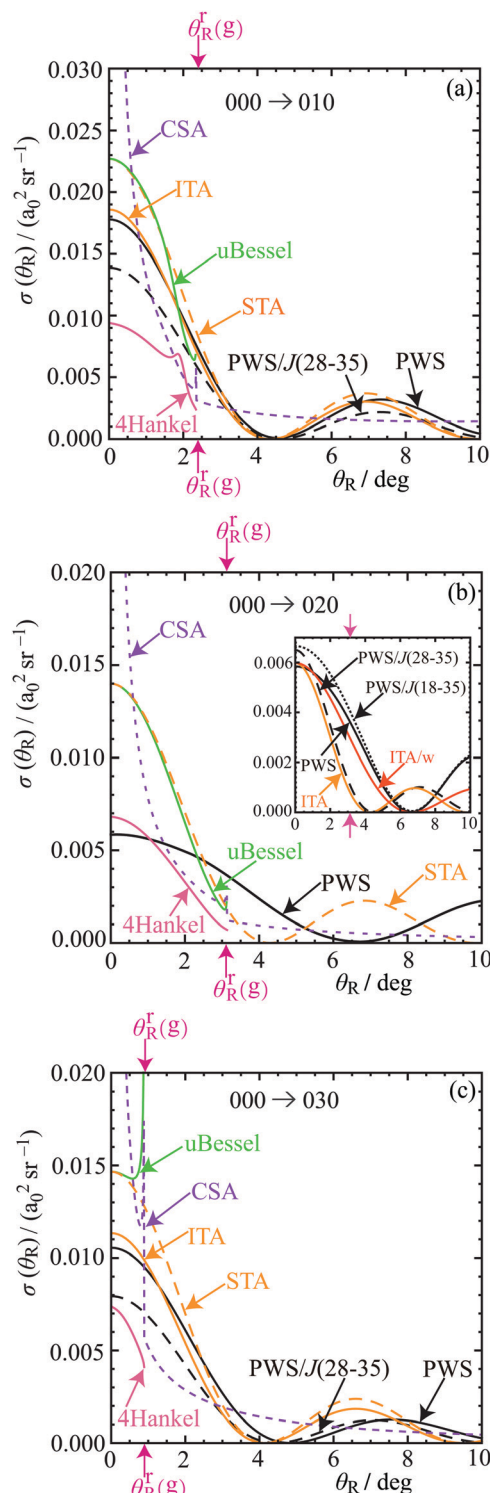 θᴿʳ(g)
(a)
000 → 010
0.030
0.025
0.020
0.015
0.010
0.005
0.000
σ (θR) / (a₀² sr⁻¹)
CSA
ITA
uBessel
STA
PWS/J(28-35)
PWS
4Hankel
0 2 4 6 8 10
θᴿʳ(g)
θR / deg
θᴿʳ(g)
(b)
000 → 020
0.020
0.015
0.010
0.005
0.000
σ (θR) / (a₀² sr⁻¹)
CSA
0.006
0.004
0.002
0.000
PWS/J(28-35)
PWS/J(18-35)
PWS
ITA/w
ITA
0 2 4 6 8 10
uBessel
PWS
STA
4Hankel
0 2 4 6 8 10
θᴿʳ(g)
θR / deg
θᴿʳ(g)
(c)
000 → 030
0.020
0.015
0.010
0.005
0.000
σ (θR) / (a₀² sr⁻¹)
uBessel
CSA
ITA
STA
PWS/J(28-35)
PWS
4Hankel
0 2 4 6 8 10
θᴿʳ(g)
θR / deg